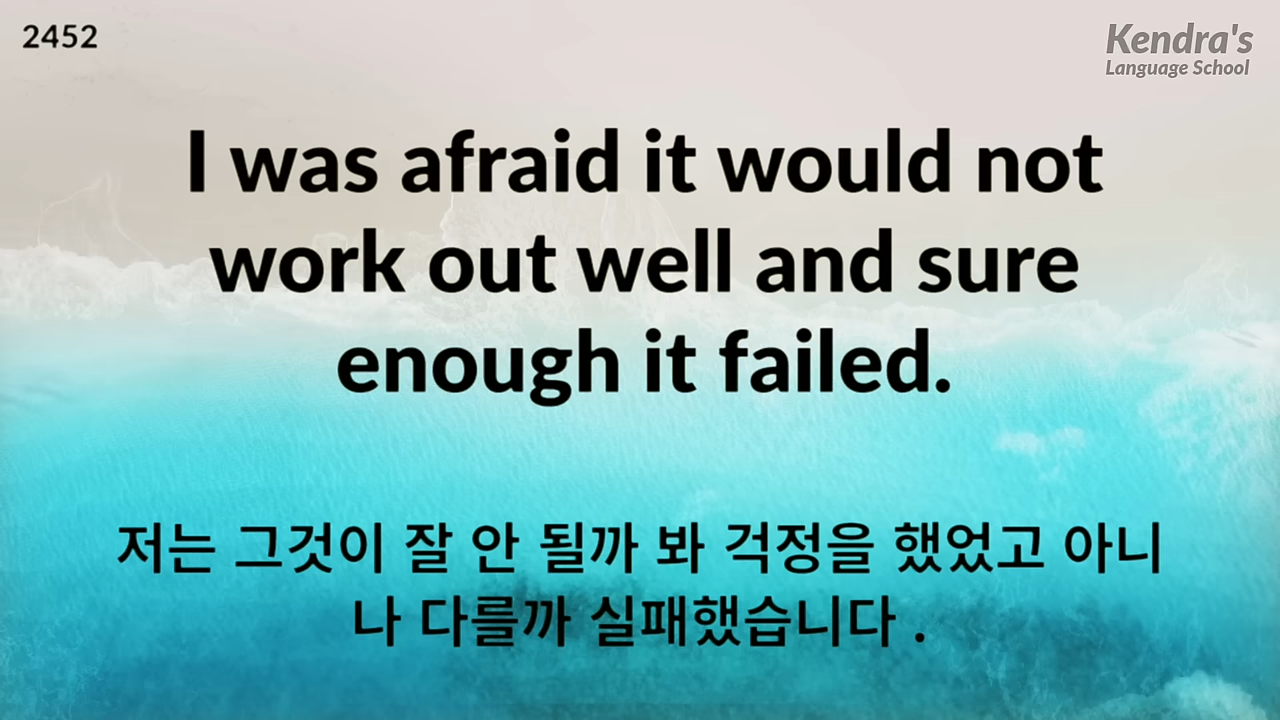 2452
Kendra's
Language School
I was afraid it would not
work out well and sure
enough it failed.
저는 그것이 잘 안 될까 봐 걱정을 했었고 아니
나 다를까 실패했습니다 .